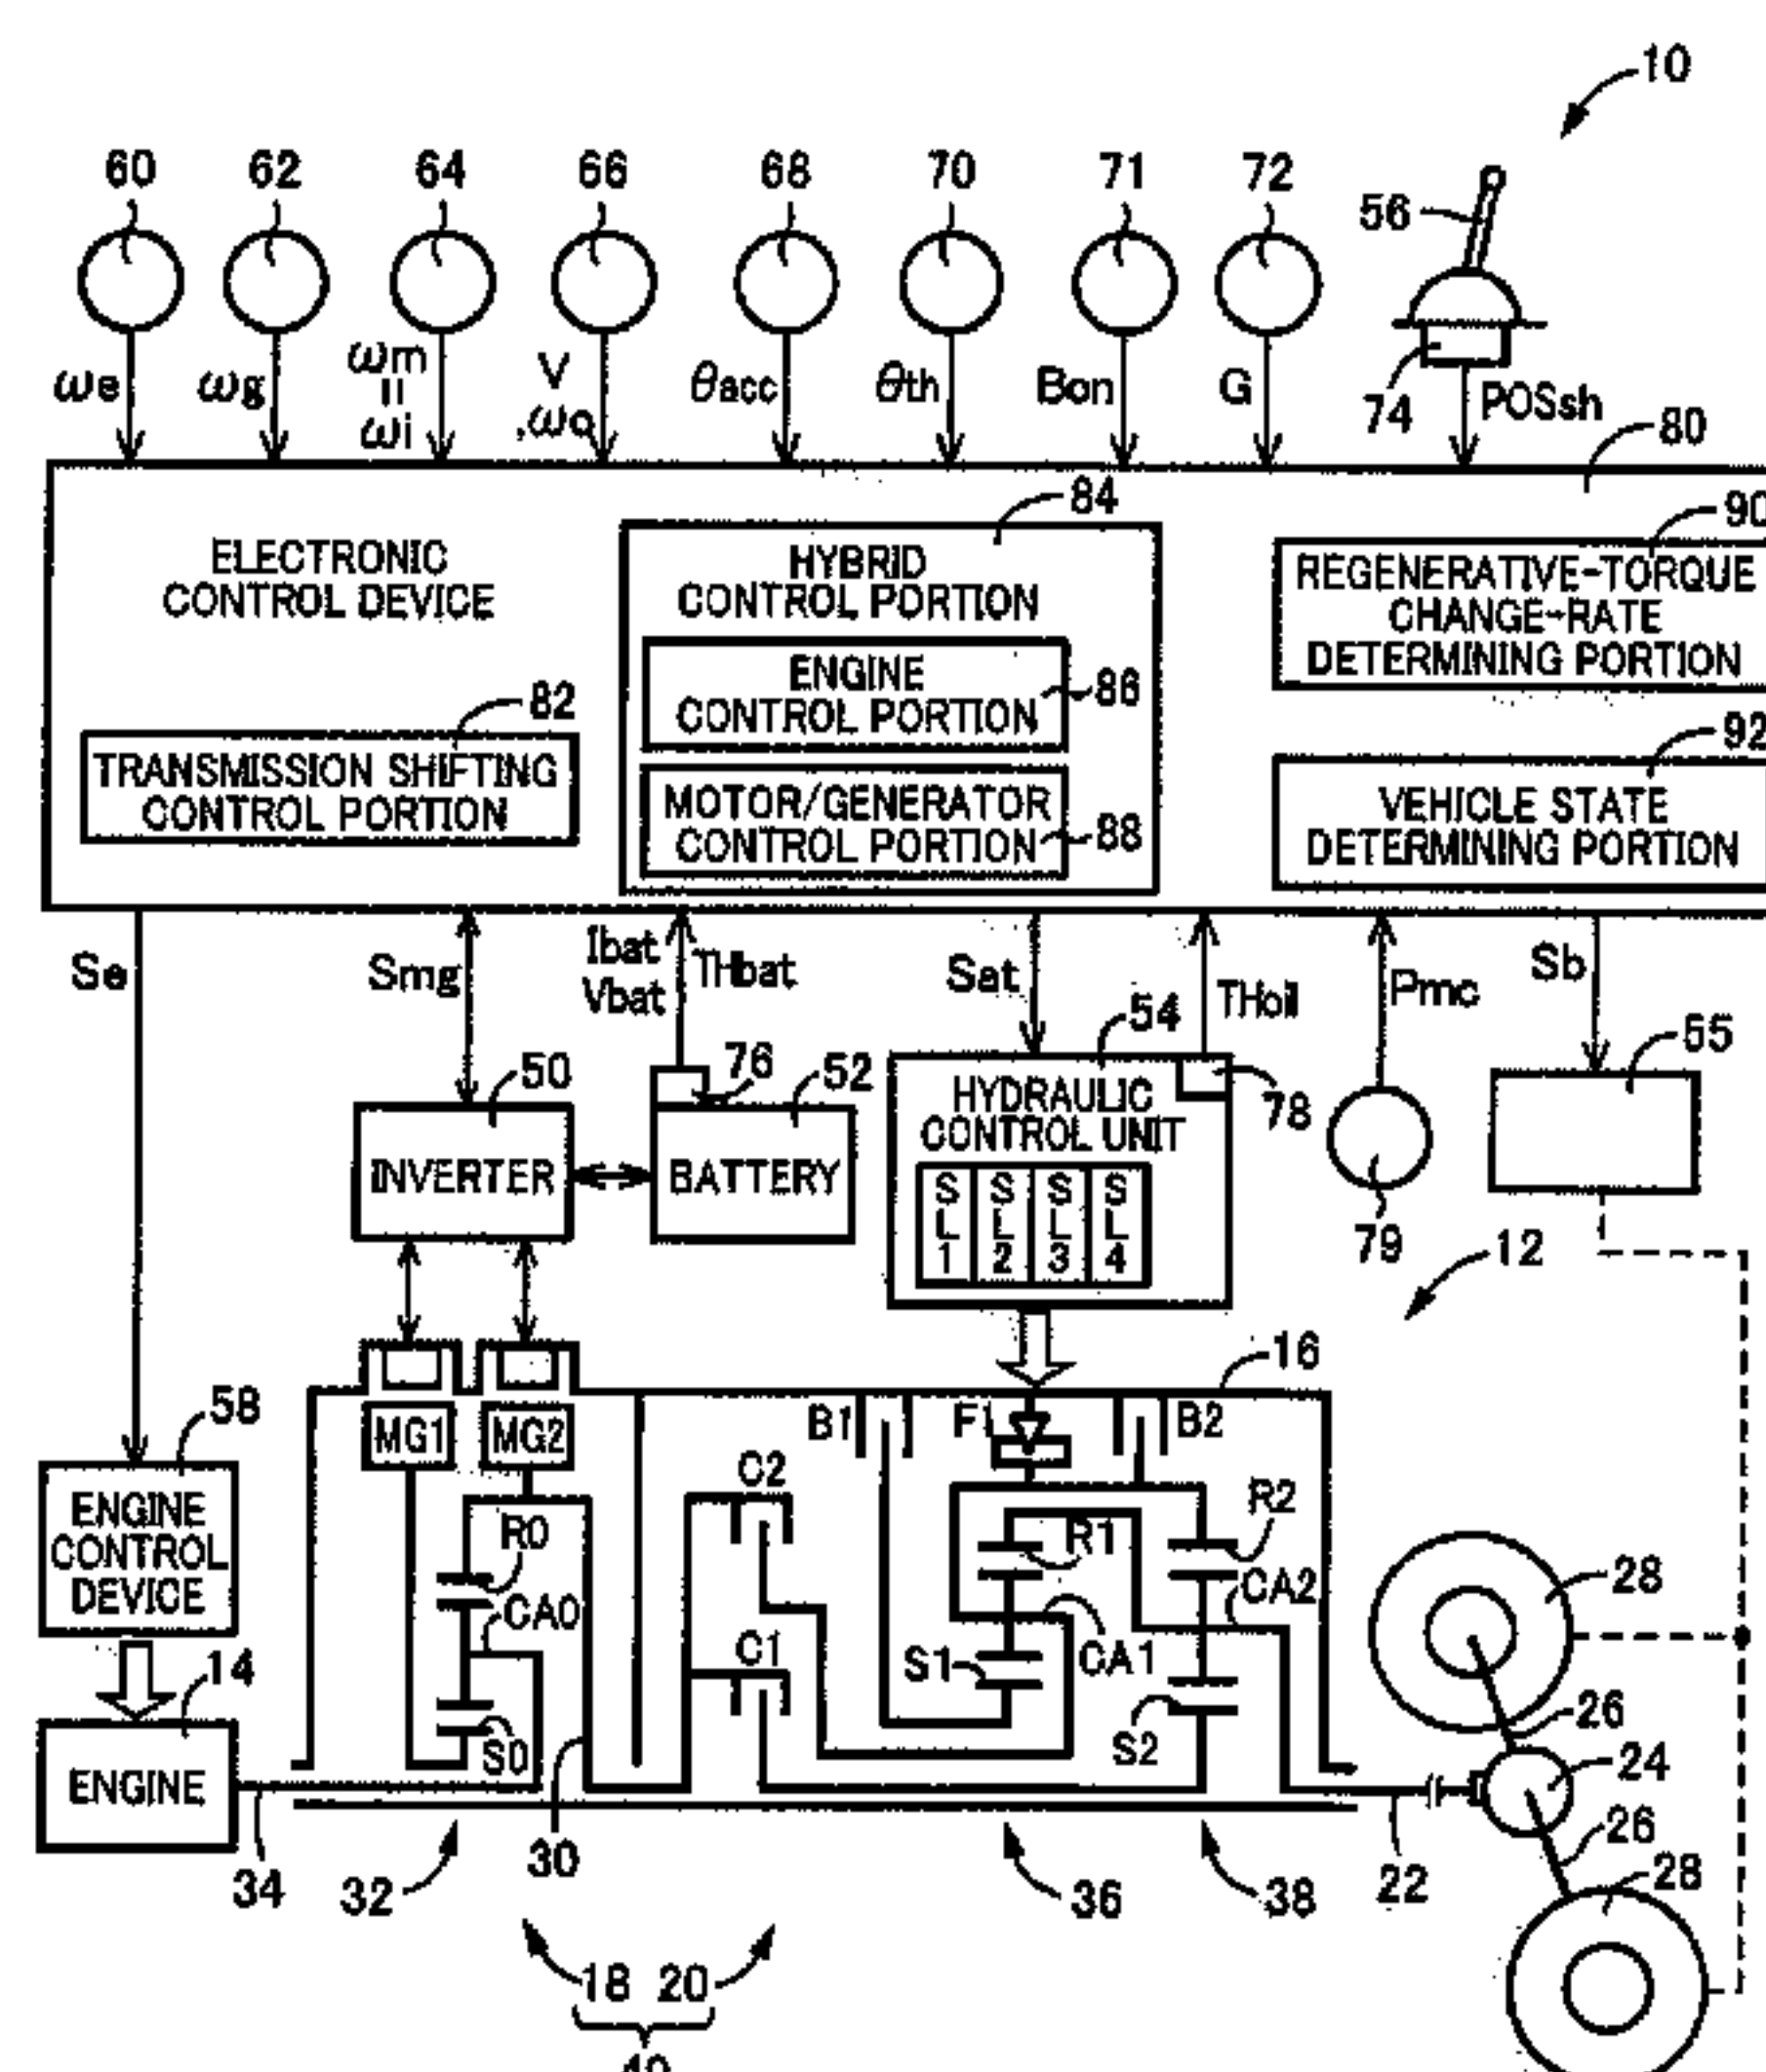 10
60
62
64
66
68
70
71
72
56
ωe
ωg
ωm
=
ωi
V
,ωo
θacc
θth
Bon
G
74
POSsh
80
ELECTRONIC
CONTROL DEVICE
82
TRANSMISSION SHIFTING
CONTROL PORTION
84
HYBRID
CONTROL PORTION
ENGINE
CONTROL PORTION
86
MOTOR/GENERATOR
CONTROL PORTION
88
90
REGENERATIVE-TORQUE
CHANGE-RATE
DETERMINING PORTION
92
VEHICLE STATE
DETERMINING PORTION
Se
Smg
Ibat
Vbat
THbat
Sat
THoil
Pmc
Sb
50
INVERTER
76
52
BATTERY
54
HYDRAULIC
CONTROL UNIT
78
SL1
SL2
SL3
SL4
79
55
12
16
58
ENGINE
CONTROL
DEVICE
MG1
MG2
B1
F1
B2
C2
C1
R0
CA0
S0
R1
CA1
S1
R2
CA2
S2
14
ENGINE
28
26
24
26
28
34
32
30
36
38
22
18
20
40